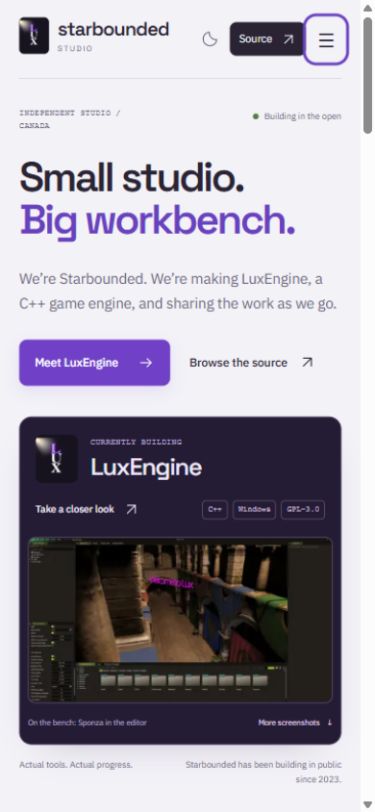 starbounded
STUDIO
Source
INDEPENDENT STUDIO /
CANADA
Building in the open
Small studio.
Big workbench.
We're Starbounded. We're making LuxEngine, a
C++ game engine, and sharing the work as we go.
Meet LuxEngine
Browse the source
CURRENTLY BUILDING
LuxEngine
Take a closer look
C++
Windows
GPL-3.0
On the bench: Sponza in the editor
More screenshots
Actual tools. Actual progress.
Starbounded has been building in public
since 2023.